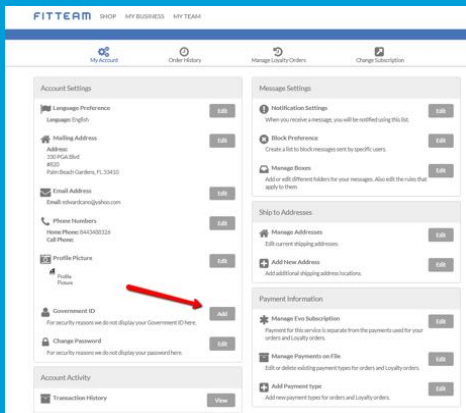 FITTEAM SHOP MY BUSINESS MY TEAM
My Account Order History Manage Loyalty Orders Change Subscription
Account Settings
Language Preference Edit
Language: English
Mailing Address Edit
Address:
330 PGA Blvd
#820
Palm Beach Gardens, FL 33410
Email Address Edit
Email: edwardcano@yahoo.com
Phone Numbers Edit
Home Phone: 8443488326
Cell Phone:
Profile Picture Edit
Profile
Picture
Government ID Add
For security reasons we do not display your Government ID here.
Change Password Edit
For security reasons we do not display your password here.
Account Activity
Transaction History View
Message Settings
Notification Settings Edit
When you receive a message, you will be notified using this list.
Block Preference Edit
Create a list to block messages sent by specific users.
Manage Boxes Edit
Add or edit different folders for your messages. Also edit the rules that
apply to them.
Ship to Addresses
Manage Addresses Edit
Edit current shipping addresses.
Add New Address Edit
Add additional shipping address locations.
Payment Information
Manage Evo Subscription Edit
Payment for this service is separate from the payments used for your
orders and Loyalty orders.
Manage Payments on File Edit
Edit or delete existing payment types for orders and Loyalty orders.
Add Payment type Edit
Add new payment types for orders and Loyalty orders.